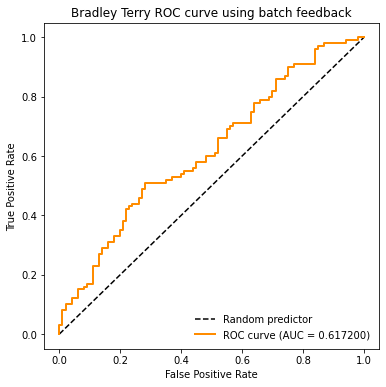 Bradley Terry ROC curve using batch feedback
True Positive Rate
1.0
0.8
0.6
0.4
0.2
0.0
Random predictor
ROC curve (AUC = 0.617200)
0.0 0.2 0.4 0.6 0.8 1.0
False Positive Rate